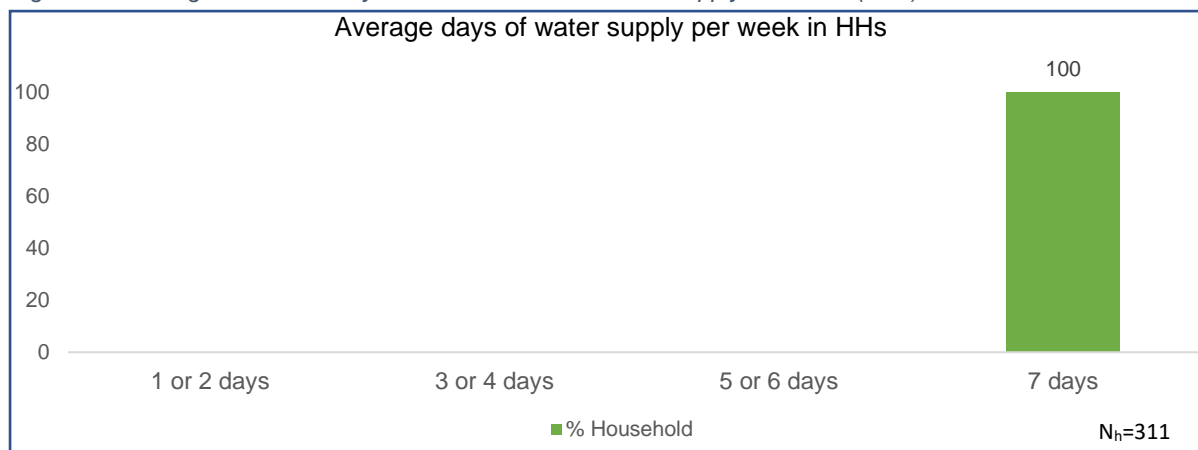 Average days of water supply per week in HHs
100
100
80
60
40
20
0
1 or 2 days
3 or 4 days
5 or 6 days
7 days
% Household
Nh=311